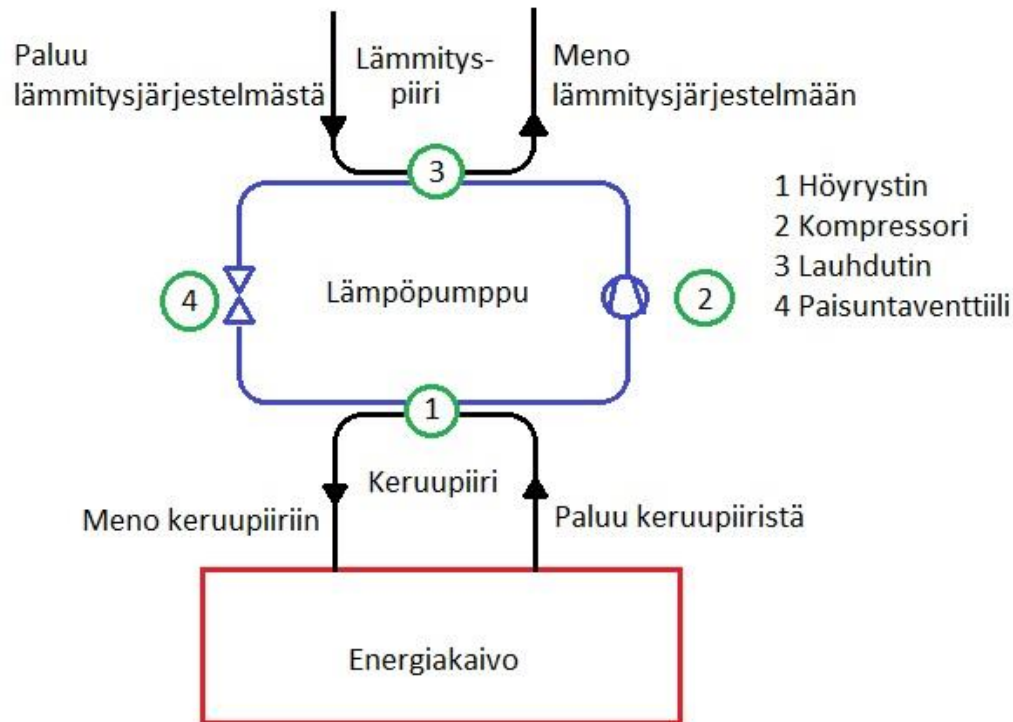 Paluu
lämmitysjärjestelmästä
Lämmitys-
piiri
Meno
lämmitysjärjestelmään
3
1 Höyrystin
2 Kompressori
3 Lauhdutin
4 Paisuntaventtiili
4
Lämpöpumppu
2
1
Keruupiiri
Meno keruupiiriin
Paluu keruupiiristä
Energiakaivo